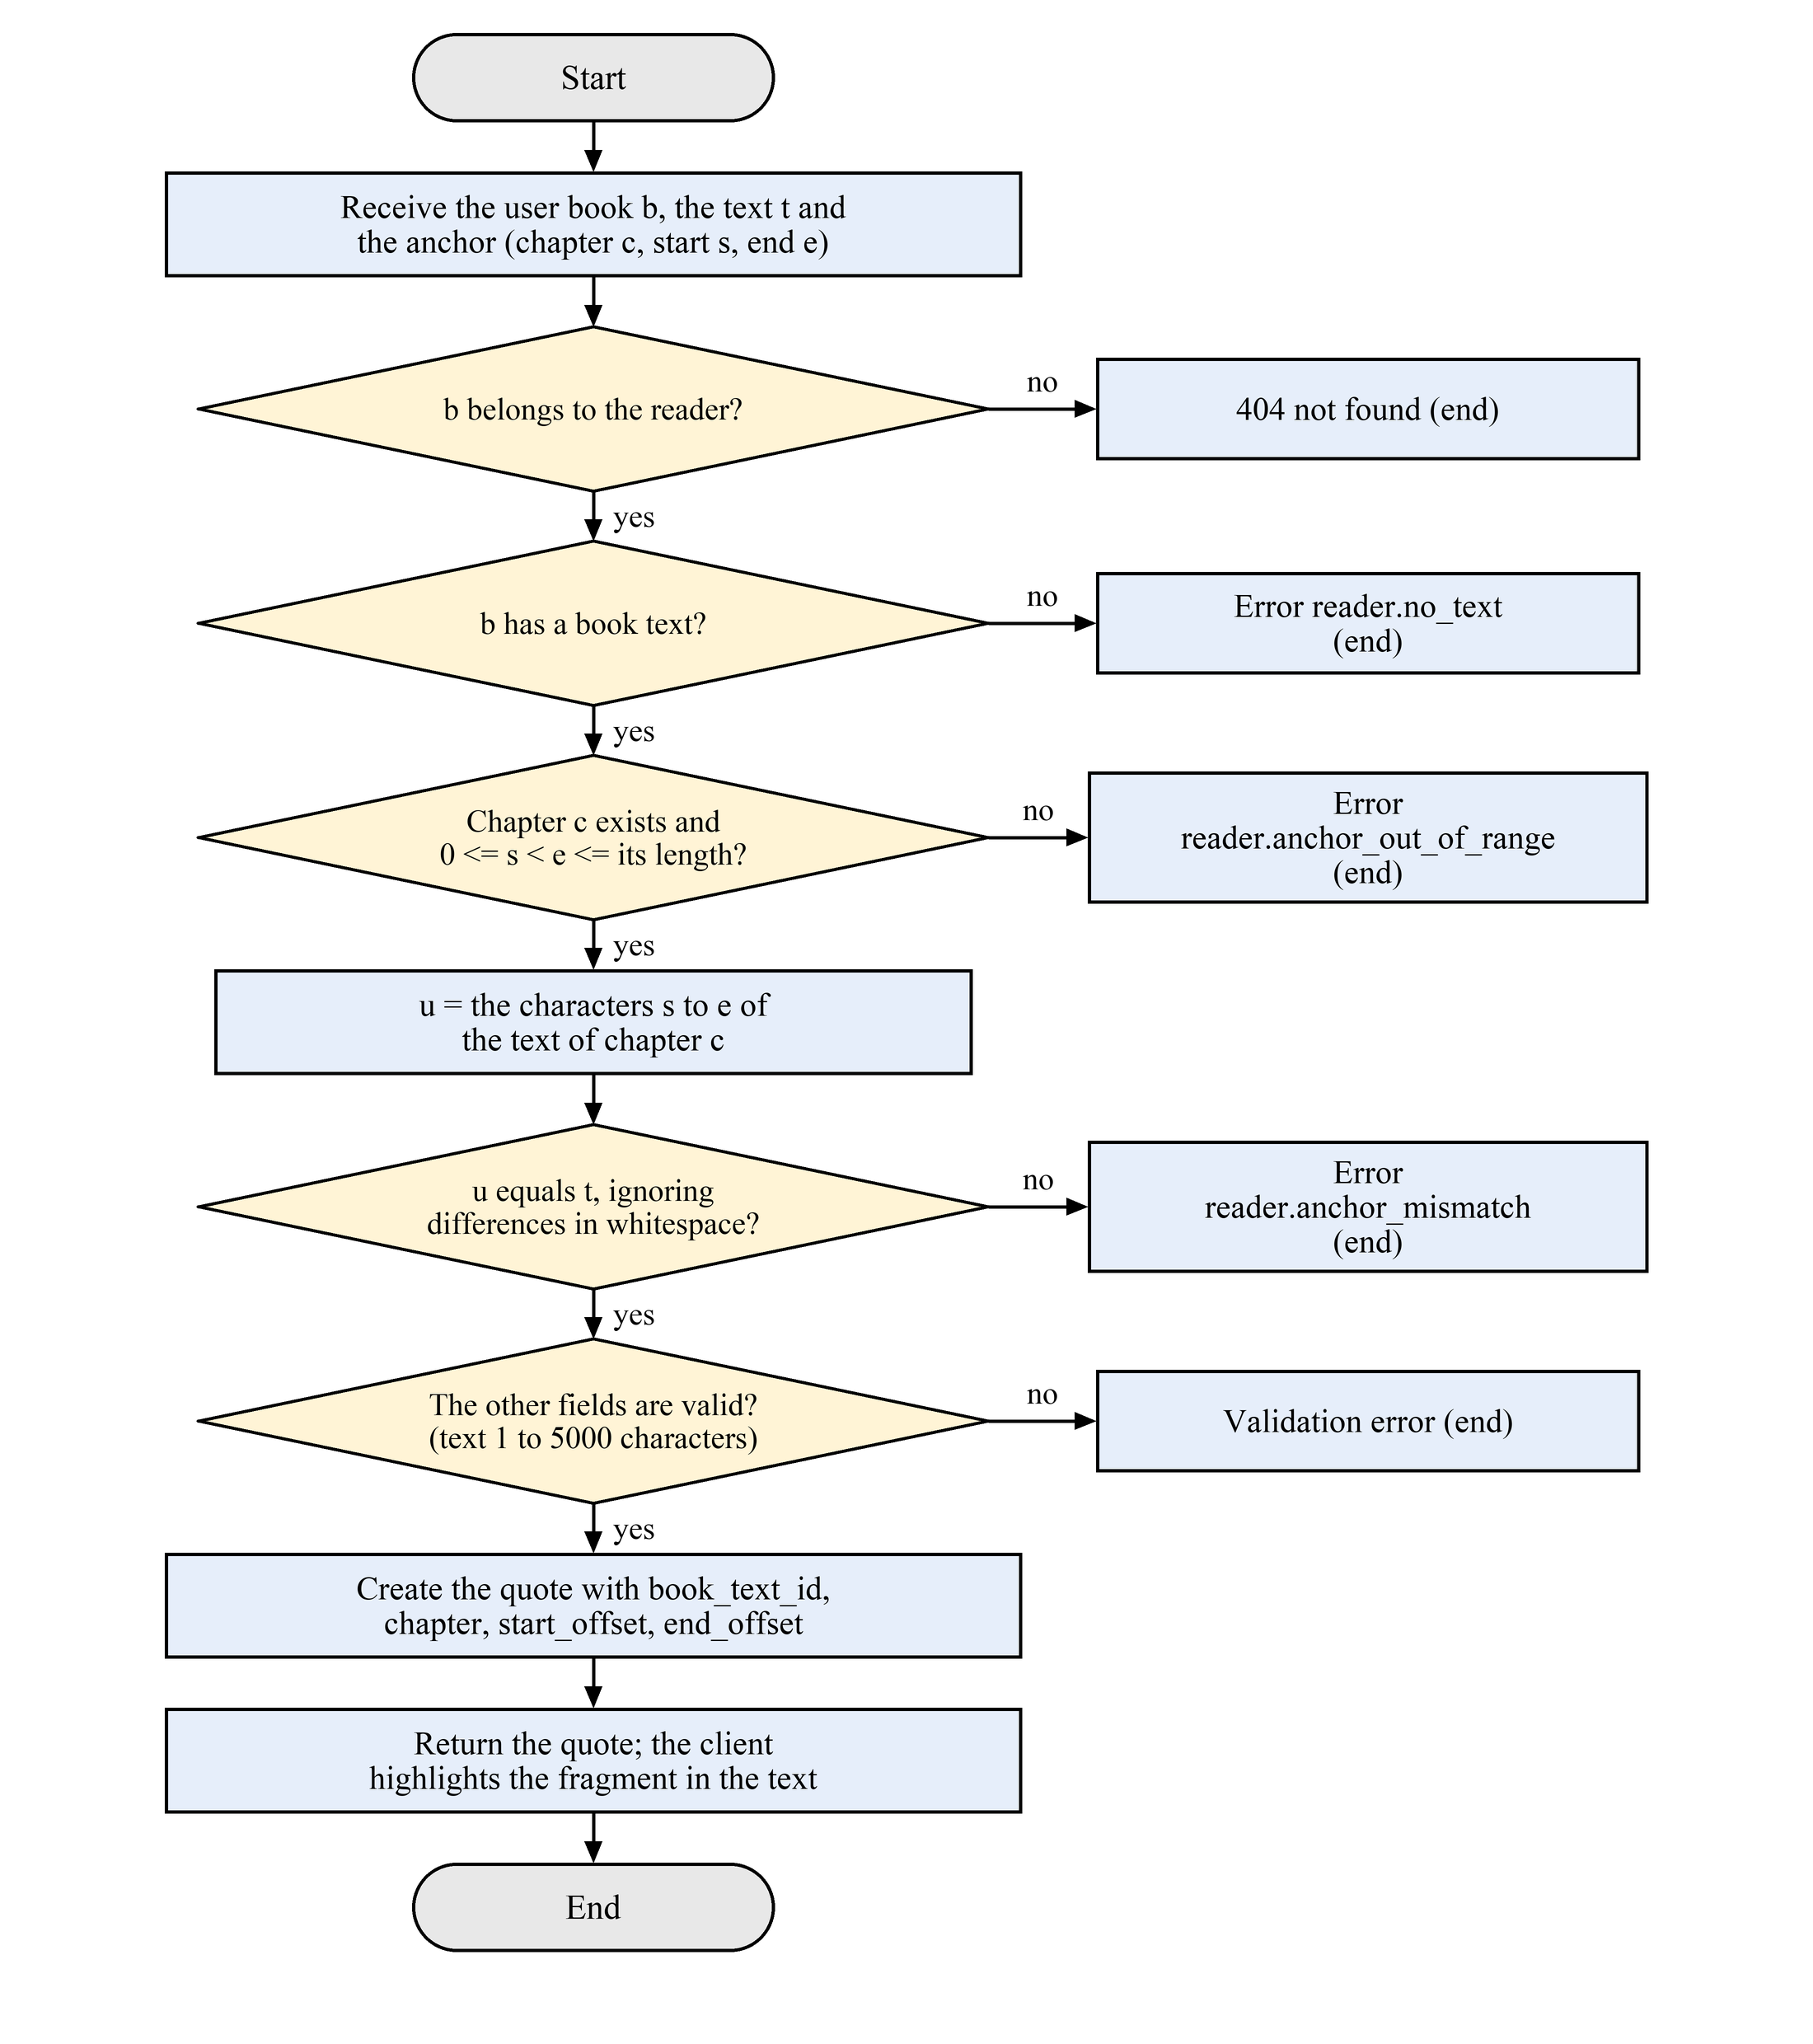 Start
Receive the user book b, the text t and
the anchor (chapter c, start s, end e)
b belongs to the reader?
no
404 not found (end)
yes
b has a book text?
no
Error reader.no_text
(end)
yes
Chapter c exists and
0 <= s < e <= its length?
no
Error
reader.anchor_out_of_range
(end)
yes
u = the characters s to e of
the text of chapter c
u equals t, ignoring
differences in whitespace?
no
Error
reader.anchor_mismatch
(end)
yes
The other fields are valid?
(text 1 to 5000 characters)
no
Validation error (end)
yes
Create the quote with book_text_id,
chapter, start_offset, end_offset
Return the quote; the client
highlights the fragment in the text
End